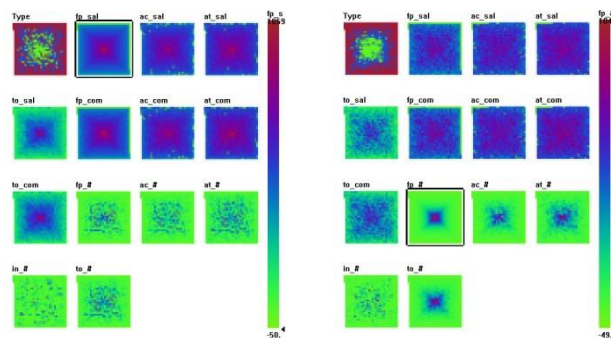 Type fp_sal ac_sal at_sal fp_s
to_sal fp_com ac_com at_com
to_com fp_# ac_# at_#
in_# to_#
-50.
Type fp_sal ac_sal at_sal
to_sal fp_com ac_com at_com
to_com fp_# ac_# at_#
in_# to_#
-49.